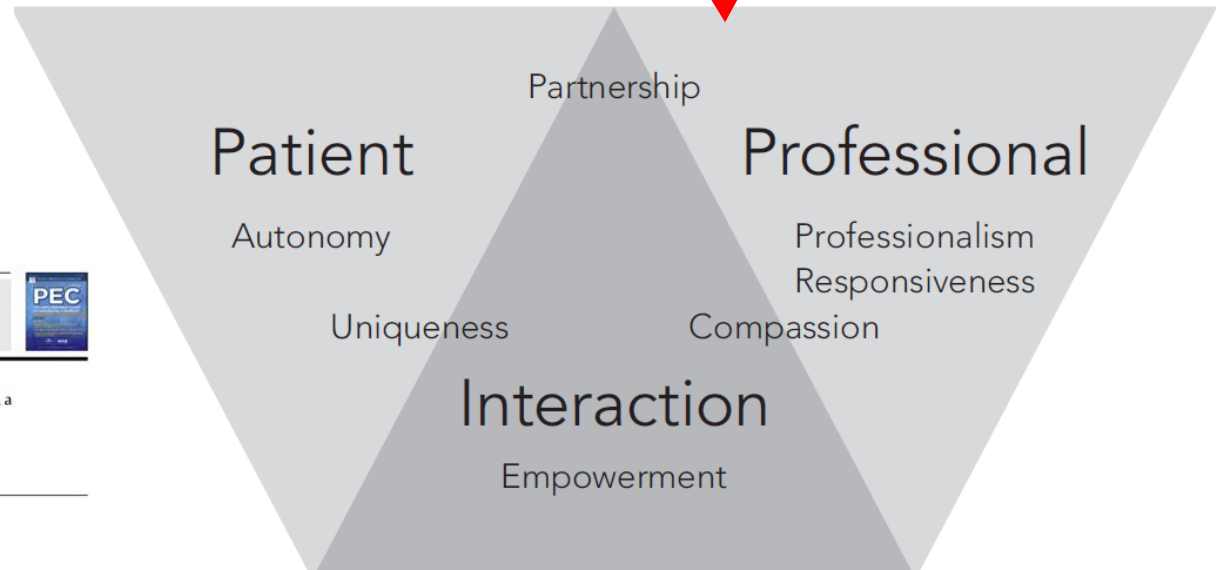 Partnership
Patient
Professional
Autonomy
Professionalism
PEC
Responsiveness
Uniqueness
Compassion
a
Interaction
Empowerment